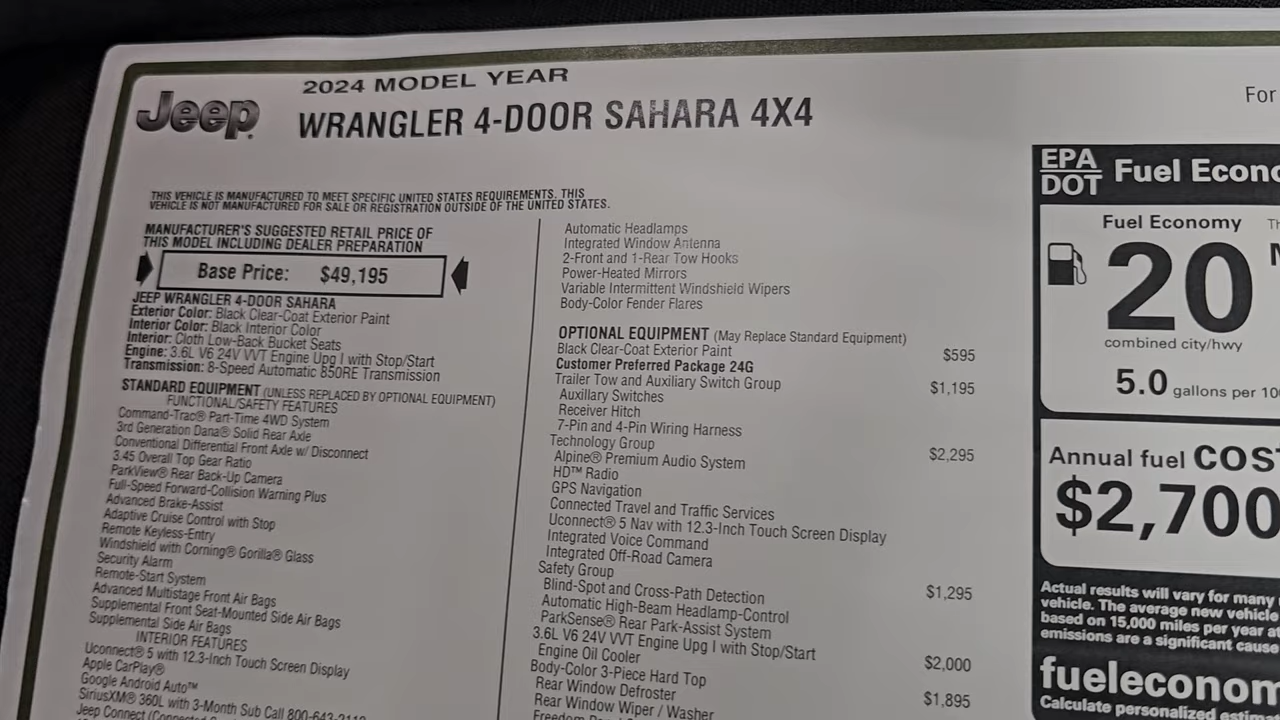 Jeep
2024 MODEL YEAR
WRANGLER 4-DOOR SAHARA 4X4
THIS VEHICLE IS MANUFACTURED TO MEET SPECIFIC UNITED STATES REQUIREMENTS. THIS
VEHICLE IS NOT MANUFACTURED FOR SALE OR REGISTRATION OUTSIDE OF THE UNITED STATES.
MANUFACTURER'S SUGGESTED RETAIL PRICE OF
THIS MODEL INCLUDING DEALER PREPARATION
Base Price: $49,195
JEEP WRANGLER 4-DOOR SAHARA
Exterior Color: Black Clear-Coat Exterior Paint
Interior Color: Black Interior Color
Interior: Cloth Low-Back Bucket Seats
Engine: 3.6L V6 24V VVT Engine Upg I with Stop/Start
Transmission: 8-Speed Automatic 850RE Transmission
STANDARD EQUIPMENT (UNLESS REPLACED BY OPTIONAL EQUIPMENT)
FUNCTIONAL/SAFETY FEATURES
Command-Trac® Part-Time 4WD System
3rd Generation Dana® Solid Rear Axle
Conventional Differential Front Axle w/ Disconnect
3.45 Overall Top Gear Ratio
ParkView® Rear Back-Up Camera
Full-Speed Forward-Collision Warning Plus
Advanced Brake-Assist
Adaptive Cruise Control with Stop
Remote Keyless-Entry
Windshield with Corning® Gorilla® Glass
Security Alarm
Remote-Start System
Advanced Multistage Front Air Bags
Supplemental Front Seat-Mounted Side Air Bags
Supplemental Side Air Bags
INTERIOR FEATURES
Uconnect® 5 with 12.3-Inch Touch Screen Display
Apple CarPlay®
Google Android Auto™
SiriusXM® 360L with 3-Month Sub Call 800-643-2112
Jeep Connect
Automatic Headlamps
Integrated Window Antenna
2-Front and 1-Rear Tow Hooks
Power-Heated Mirrors
Variable Intermittent Windshield Wipers
Body-Color Fender Flares
OPTIONAL EQUIPMENT (May Replace Standard Equipment)
Black Clear-Coat Exterior Paint $595
Customer Preferred Package 24G
Trailer Tow and Auxiliary Switch Group $1,195
Auxiliary Switches
Receiver Hitch
7-Pin and 4-Pin Wiring Harness
Technology Group $2,295
Alpine® Premium Audio System
HD™ Radio
GPS Navigation
Connected Travel and Traffic Services
Uconnect® 5 Nav with 12.3-Inch Touch Screen Display
Integrated Voice Command
Integrated Off-Road Camera
Safety Group $1,295
Blind-Spot and Cross-Path Detection
Automatic High-Beam Headlamp-Control
ParkSense® Rear Park-Assist System
3.6L V6 24V VVT Engine Upg I with Stop/Start $2,000
Engine Oil Cooler
Body-Color 3-Piece Hard Top $1,895
Rear Window Defroster
Rear Window Wiper / Washer
For
EPA
DOT
Fuel Econo
Fuel Economy
20
combined city/hwy
5.0 gallons per 10
Annual fuel COST
$2,700
Actual results will vary for many
vehicle. The average new vehicle
based on 15,000 miles per year a
emissions are a significant cause
fueleconom
Calculate personalized estim